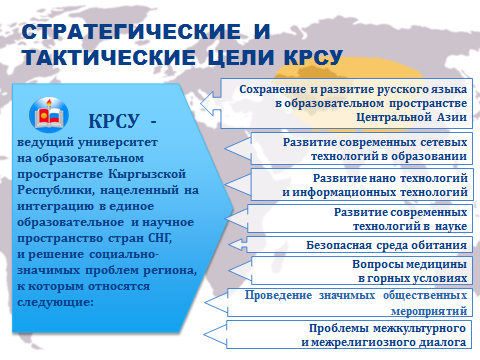 СТРАТЕГИЧЕСКИЕ И
ТАКТИЧЕСКИЕ ЦЕЛИ КРСУ
КРСУ -
ведущий университет
на образовательном
пространстве Кыргызской
Республики, нацеленный на
интеграцию в единое
образовательное и научное
пространство стран СНГ,
и решение социально-
значимых проблем региона,
к которым относятся
следующие:
Сохранение и развитие русского языка
в образовательном пространстве
Центральной Азии
Развитие современных сетевых
технологий в образовании
Развитие нано технологий
и информационных технологий
Развитие современных
технологий в науке
Безопасная среда обитания
Вопросы медицины
в горных условиях
Проведение значимых общественных
мероприятий
Проблемы межкультурного
и межрелигиозного диалога